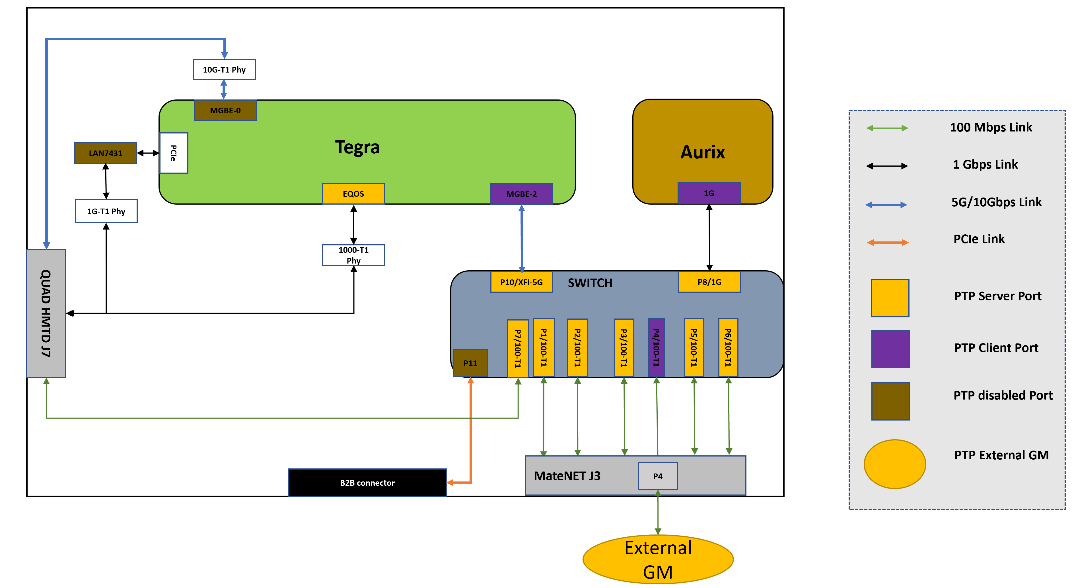 10G-T1 Phy
MGBE-0
Tegra
Aurix
LAN7431
PCIe
1G-T1 Phy
EQOS
MGBE-2
1G
1000-T1
Phy
QUAD HMTD J7
P10/XFI-5G
SWITCH
P8/1G
P11
P7/100-T1
P1/100-T1
P2/100-T1
P3/100-T1
P4/100-T1
P5/100-T1
P6/100-T1
B2B connector
MateNET J3
P4
External
GM
100 Mbps Link
1 Gbps Link
5G/10Gbps Link
PCIe Link
PTP Server Port
PTP Client Port
PTP disabled Port
PTP External GM